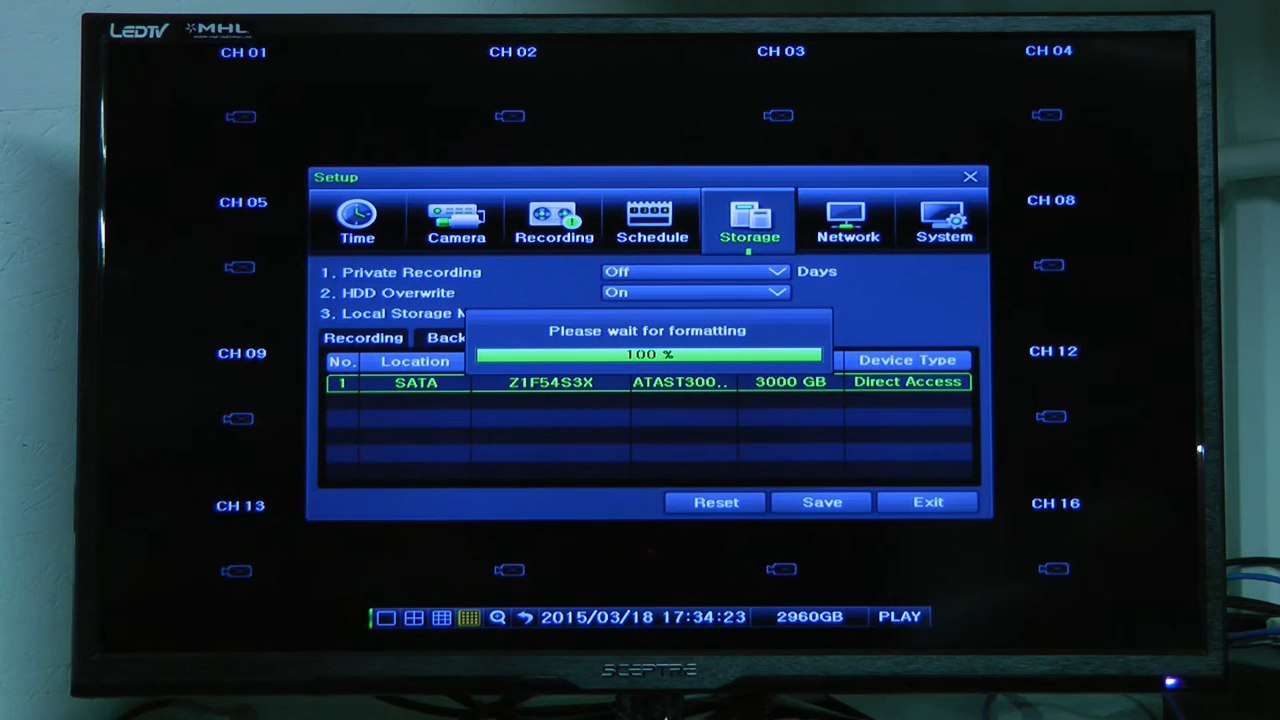 LEDTV MHL
CH 01 CH 02 CH 03 CH 04
Setup
CH 05 CH 08
Time Camera Recording Schedule Storage Network System
1. Private Recording Off Days
2. HDD Overwrite On
3. Local Storage
Please wait for formatting
Recording Back
100 %
CH 09 CH 12
No. Location Device Type
1 SATA Z1F54S3X ATAST300.. 3000 GB Direct Access
Reset Save Exit
CH 13 CH 16
2015/03/18 17:34:23 2960GB PLAY
SCEPTRE